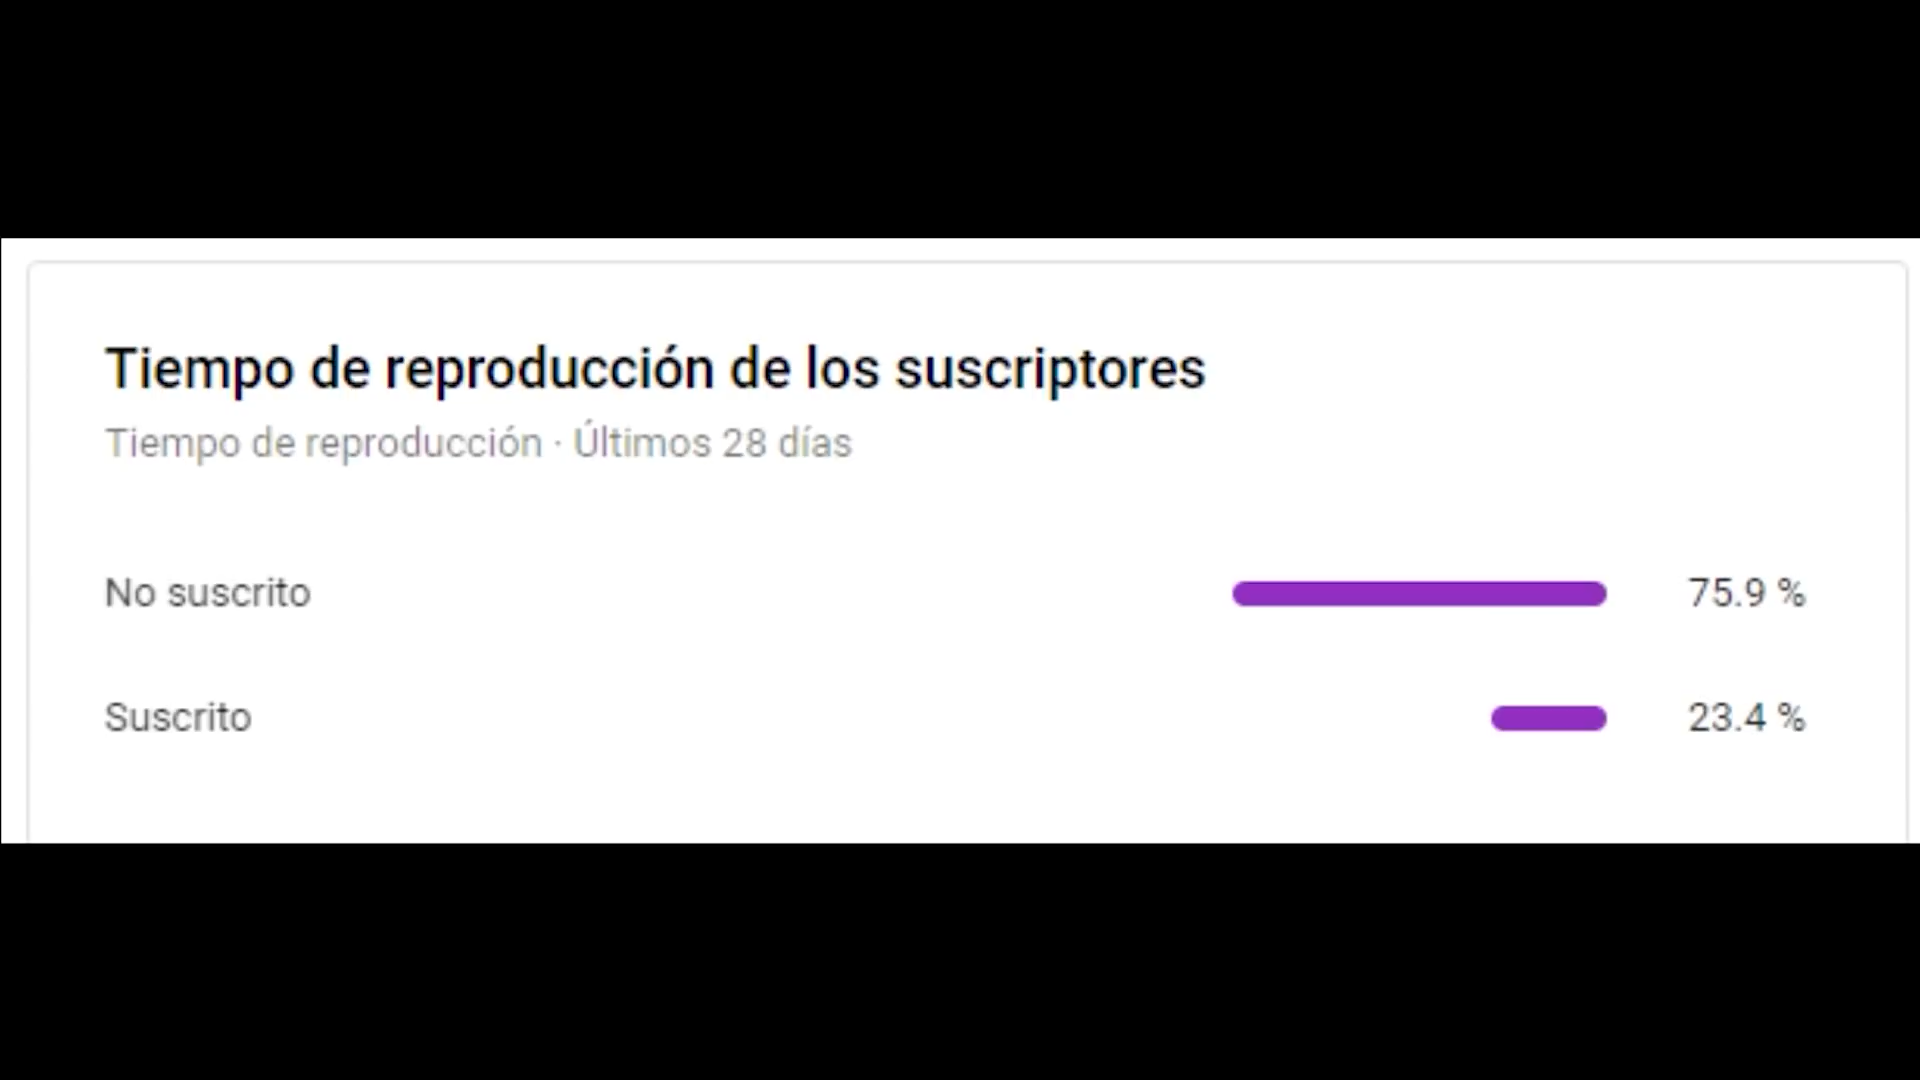 Tiempo de reproducción de los suscriptores
Tiempo de reproducción · Últimos 28 días
No suscrito 75.9 %
Suscrito 23.4 %